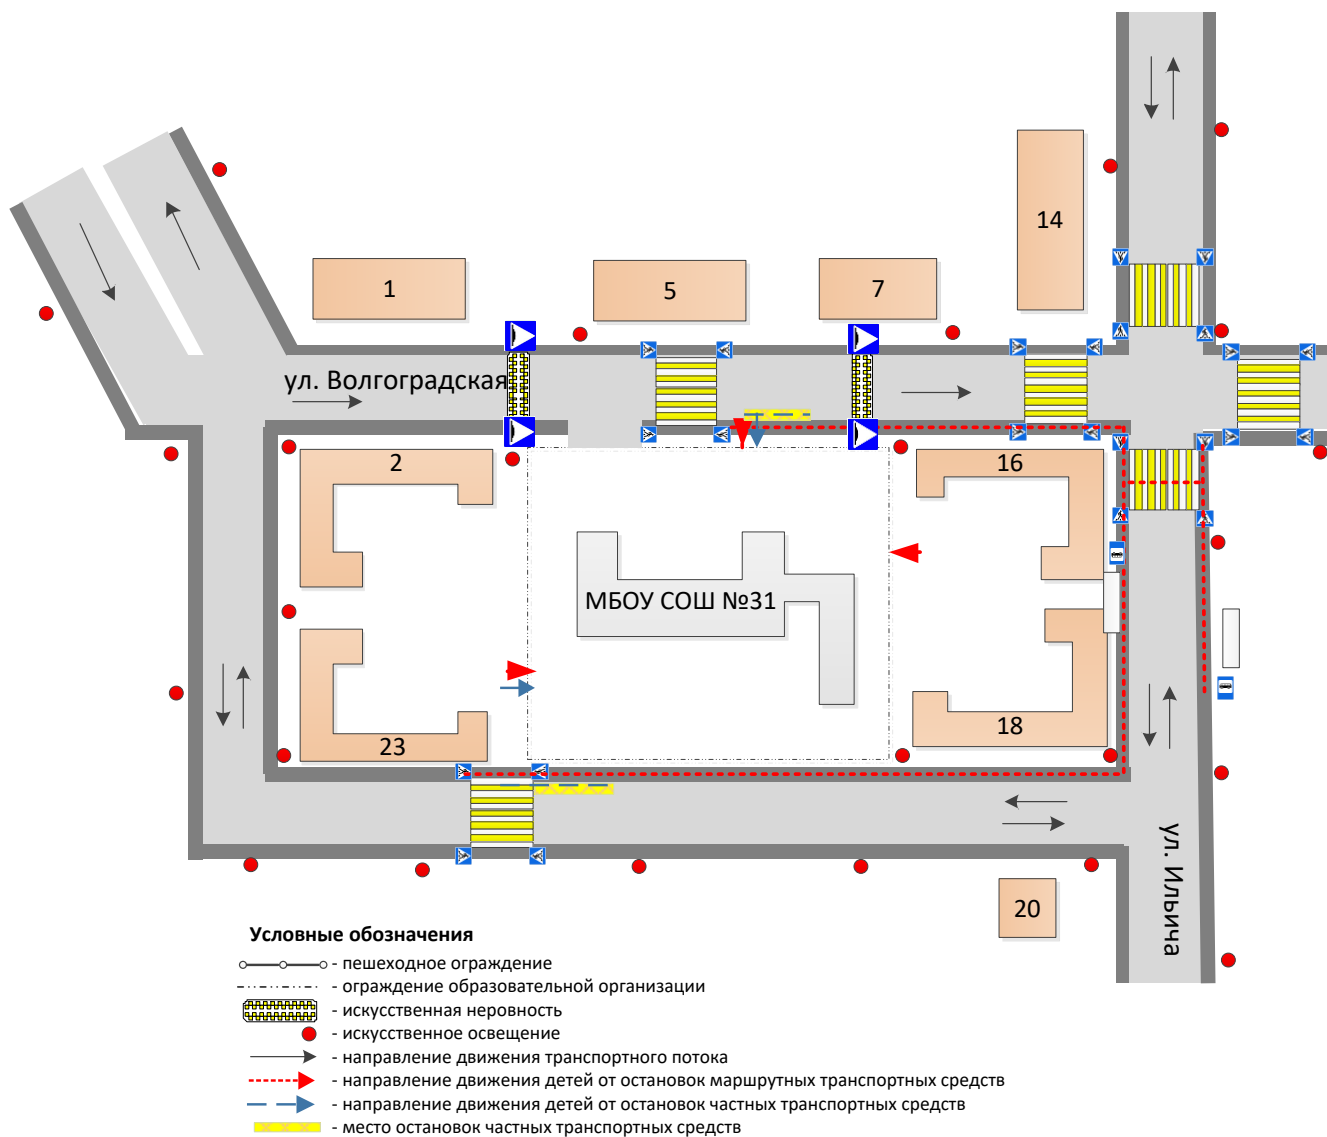 14
1
5
7
ул. Волгоградская
2
16
МБОУ СОШ №31
23
18
ул. Ильича
20
Условные обозначения
- пешеходное ограждение
- ограждение образовательной организации
- искусственная неровность
- искусственное освещение
- направление движения транспортного потока
- направление движения детей от остановок маршрутных транспортных средств
- направление движения детей от остановок частных транспортных средств
- место остановок частных транспортных средств